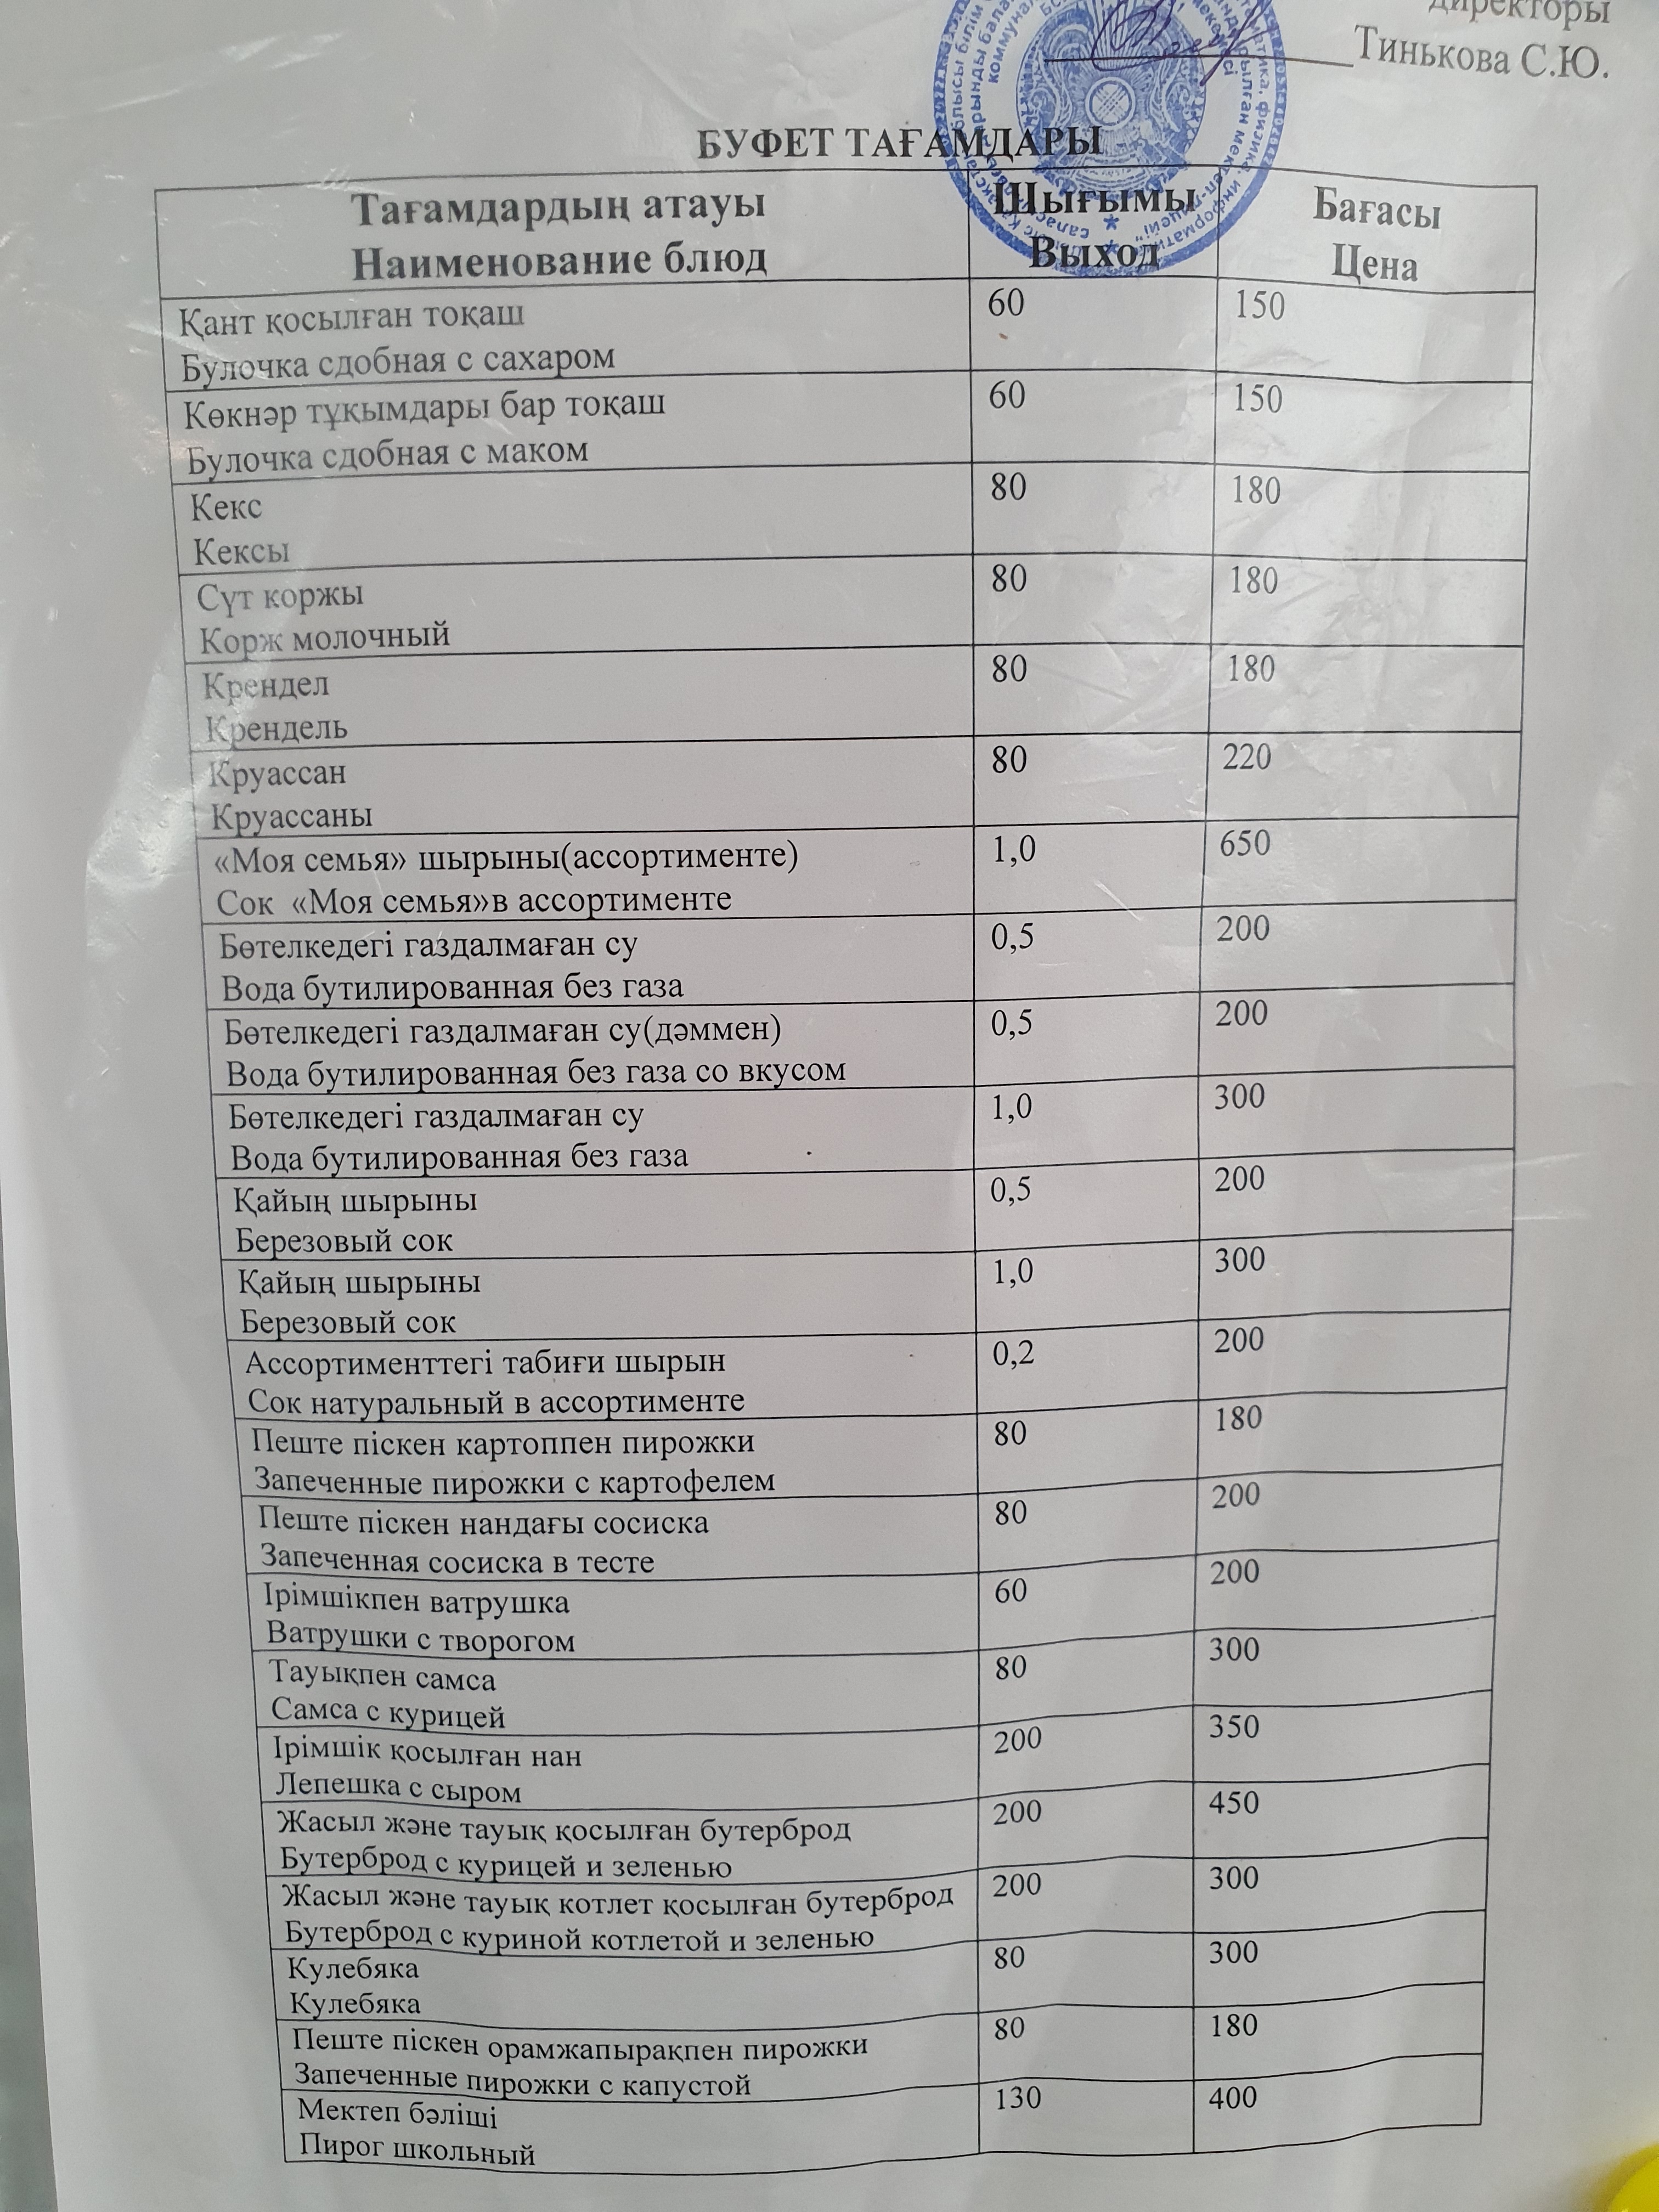 директоры
Тинькова С.Ю.
БУФЕТ ТАҒАМДАРЫ
Тағамдардың атауы
Наименование блюд
Шығымы
Выход
Бағасы
Цена
Қант қосылған тоқаш
Булочка сдобная с сахаром
60
150
Көкнәр тұқымдары бар тоқаш
Булочка сдобная с маком
60
150
Кекс
Кексы
80
180
Сүт коржы
Корж молочный
80
180
Крендел
Крендель
80
180
Круассан
Круассаны
80
220
«Моя семья» шырыны(ассортименте)
Сок «Моя семья»в ассортименте
1,0
650
Бөтелкедегі газдалмаған су
Вода бутилированная без газа
0,5
200
Бөтелкедегі газдалмаған су(дәммен)
Вода бутилированная без газа со вкусом
0,5
200
Бөтелкедегі газдалмаған су
Вода бутилированная без газа
1,0
300
Қайың шырыны
Березовый сок
0,5
200
Қайың шырыны
Березовый сок
1,0
300
Ассортименттегі табиғи шырын
Сок натуральный в ассортименте
0,2
200
Пеште піскен картоппен пирожки
Запеченные пирожки с картофелем
80
180
Пеште піскен нандағы сосиска
Запеченная сосиска в тесте
80
200
Ірімшікпен ватрушка
Ватрушки с творогом
60
200
Тауықпен самса
Самса с курицей
80
300
Ірімшік қосылған нан
Лепешка с сыром
200
350
Жасыл және тауық қосылған бутерброд
Бутерброд с курицей и зеленью
200
450
Жасыл және тауық котлет қосылған бутерброд
Бутерброд с куриной котлетой и зеленью
200
300
Кулебяка
Кулебяка
80
300
Пеште піскен орамжапырақпен пирожки
Запеченные пирожки с капустой
80
180
Мектеп бәліші
Пирог школьный
130
400